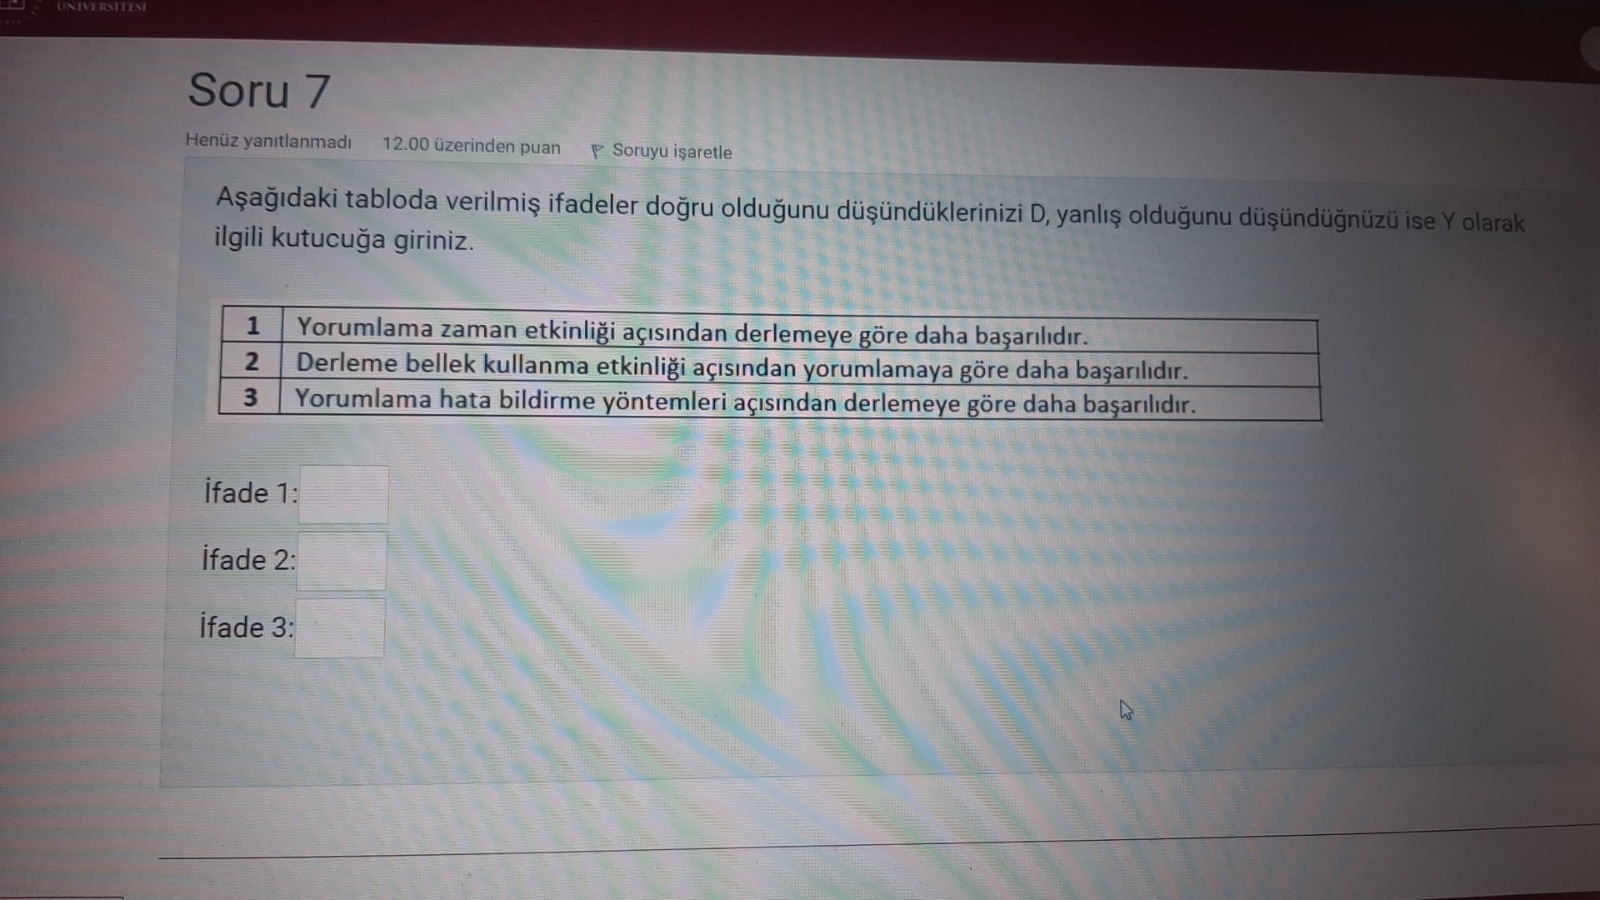 ÜNİVERSİTESİ
Soru 7
Henüz yanıtlanmadı 12.00 üzerinden puan Soruyu işaretle
Aşağıdaki tabloda verilmiş ifadeler doğru olduğunu düşündüklerinizi D, yanlış olduğunu düşündüğnüzü ise Y olarak
ilgili kutucuğa giriniz.
1 Yorumlama zaman etkinliği açısından derlemeye göre daha başarılıdır.
2 Derleme bellek kullanma etkinliği açısından yorumlamaya göre daha başarılıdır.
3 Yorumlama hata bildirme yöntemleri açısından derlemeye göre daha başarılıdır.
İfade 1:
İfade 2:
İfade 3: